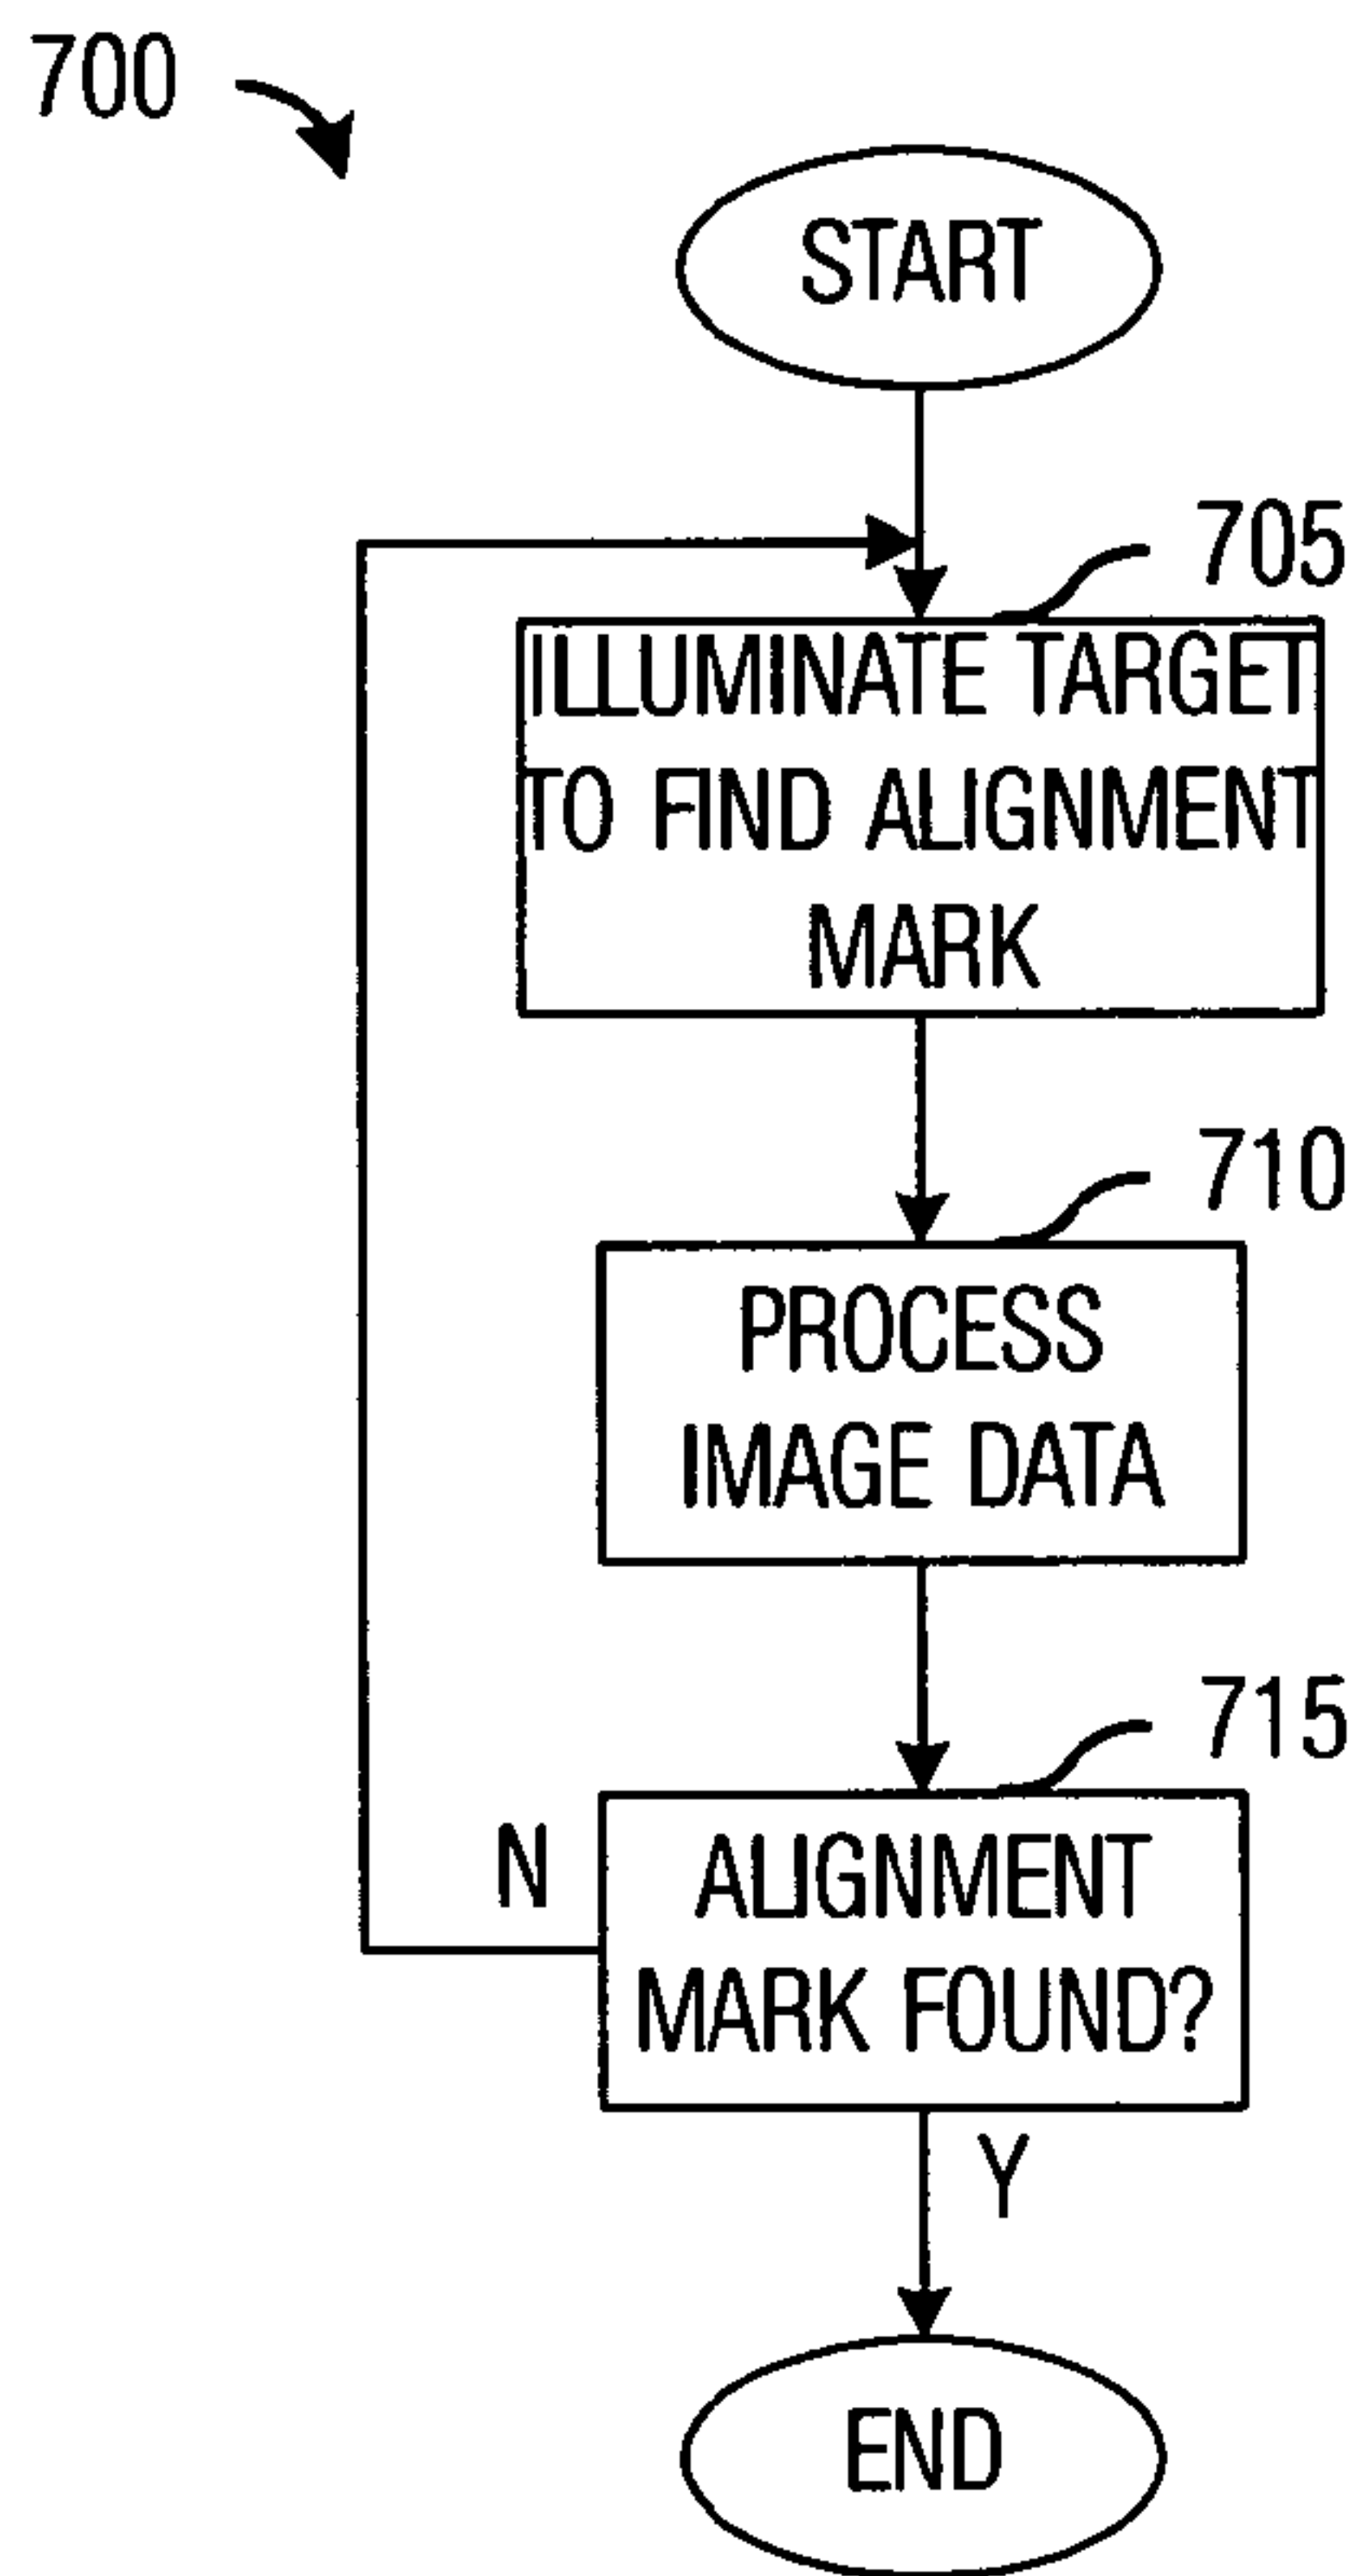 700
START
705
ILLUMINATE TARGET
TO FIND ALIGNMENT
MARK
710
PROCESS
IMAGE DATA
715
N
ALIGNMENT
MARK FOUND?
Y
END